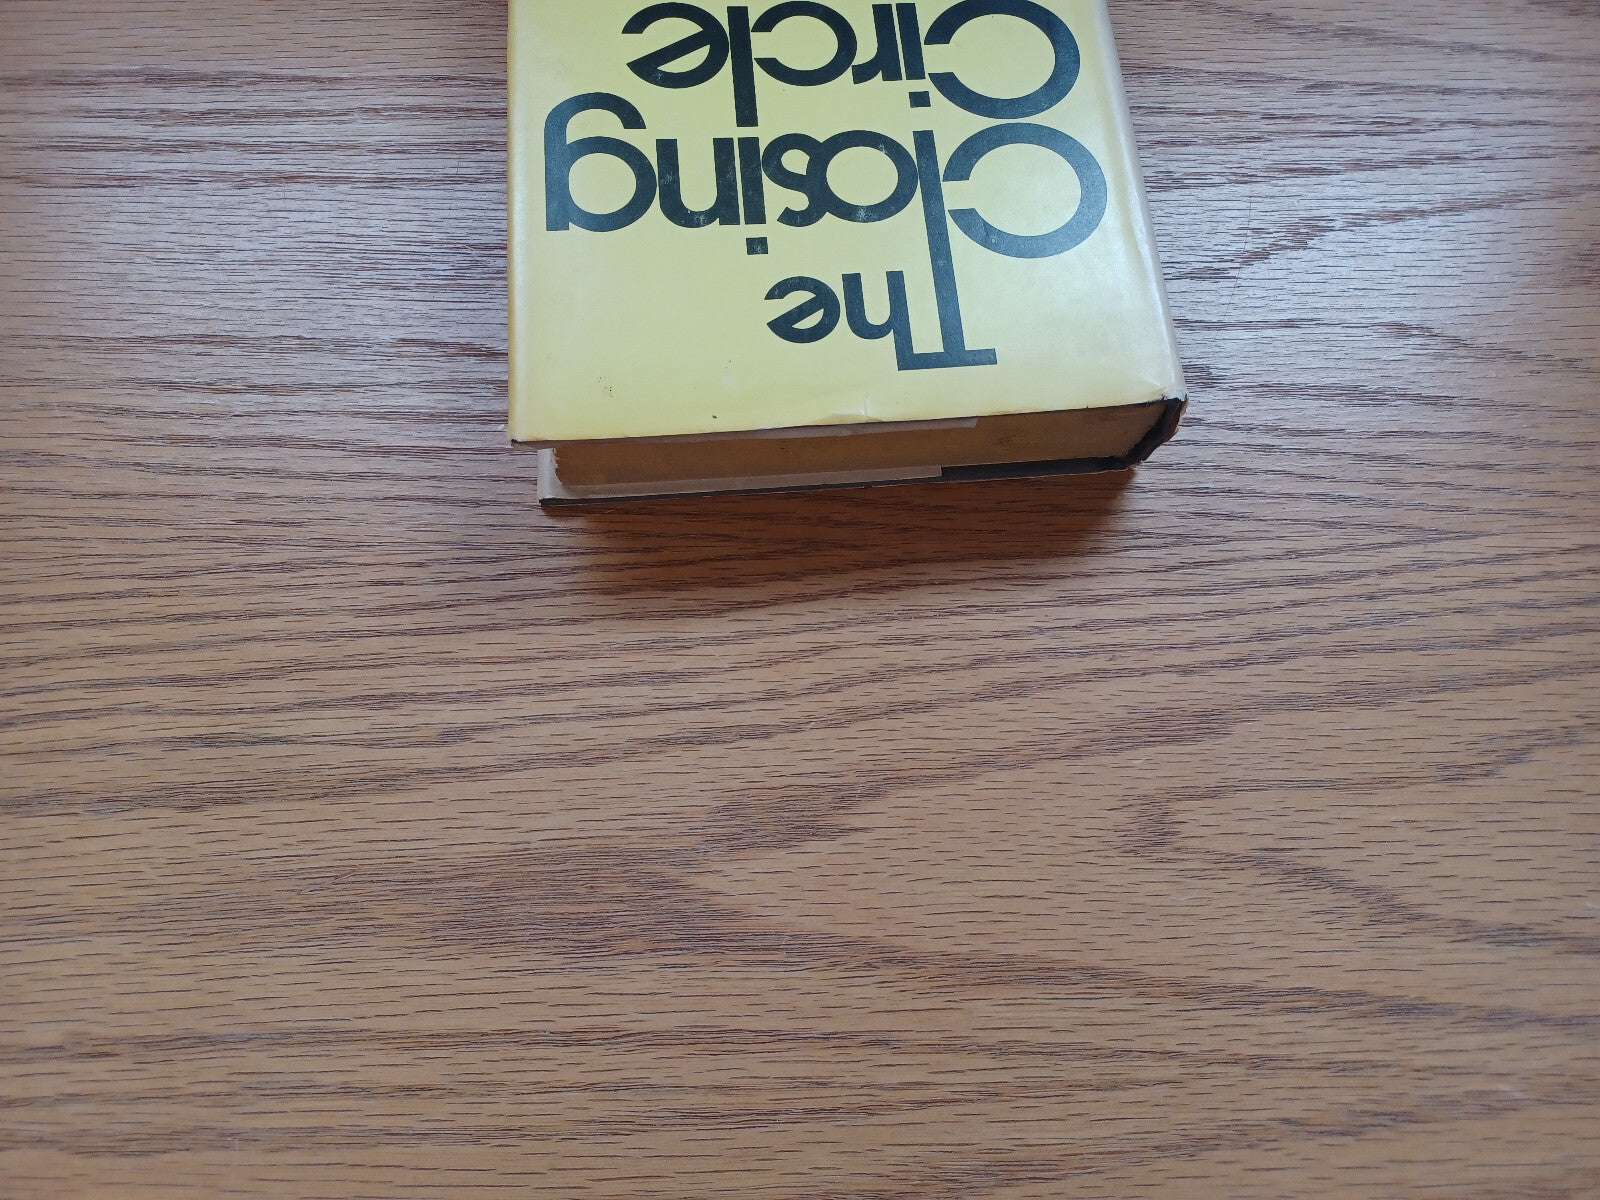 The
Closing
Circle